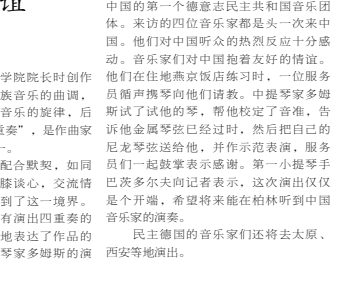 谊
学院院长时创作
族音乐的曲调，
音乐的旋律，后
重奏”，是作曲家
一。
配合默契，如同
膝谈心，交流情
到了这一境界。
有演出四重奏的
地表达了作品的
琴家多姆斯的演
中国的第一个德意志民主共和国音乐团
体。来访的四位音乐家都是头一次来中
国。他们对中国听众的热烈反应十分感
动。音乐家们对中国抱着友好的情谊。
他们在住地燕京饭店练习时，一位服务
员循声携琴向他们请教。中提琴家多姆
斯试了试他的琴，帮他校定了音准，告
诉他金属琴弦已经过时，然后把自己的
尼龙琴弦送给他，并作示范表演，服务
员们一起鼓掌表示感谢。第一小提琴手
巴茨多尔夫向记者表示，这次演出仅仅
是个开端，希望将来能在柏林听到中国
音乐家的演奏。
民主德国的音乐家们还将去太原、
西安等地演出。